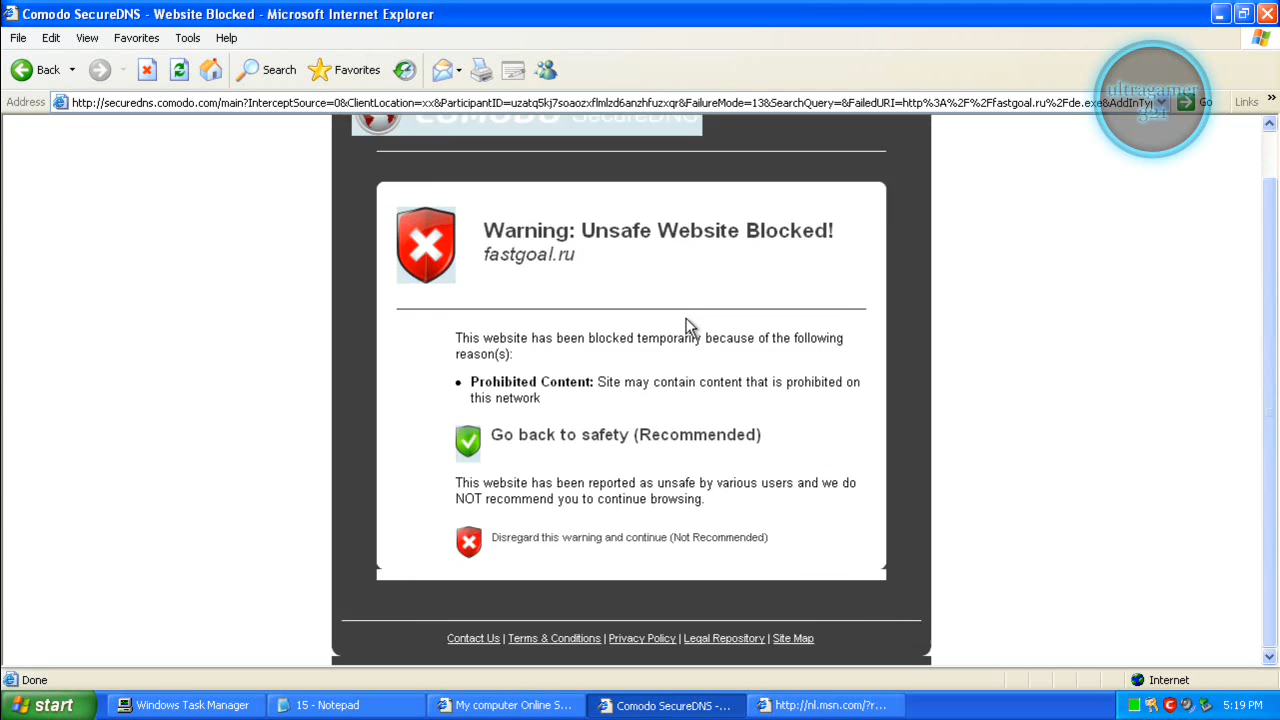 Comodo SecureDNS - Website Blocked - Microsoft Internet Explorer
File Edit View Favorites Tools Help
Back Search Favorites
Address http://securedns.comodo.com/main?InterceptSource=0&ClientLocation=xx&ParticipantID=uzatq5kj7soaozxflmlzd6anzhfuzxqr&FailureMode=13&SearchQuery=&FailedURI=http%3A%2F%2Ffastgoal.ru%2Fde.exe&AddInTyp Go Links »
ultragamer
321
COMODO SecureDNS
Warning: Unsafe Website Blocked!
fastgoal.ru
This website has been blocked temporarily because of the following
reason(s):
• Prohibited Content: Site may contain content that is prohibited on
this network
Go back to safety (Recommended)
This website has been reported as unsafe by various users and we do
NOT recommend you to continue browsing.
Disregard this warning and continue (Not Recommended)
Contact Us | Terms & Conditions | Privacy Policy | Legal Repository | Site Map
Done Internet
start Windows Task Manager 15 - Notepad My computer Online S... Comodo SecureDNS -... http://nl.msn.com/?r... 5:19 PM